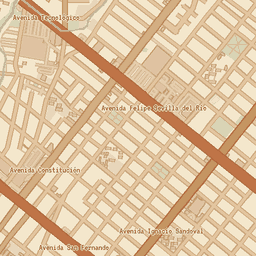 Avenida Tecnológico
Avenida Felipe Sevilla del Río
Avenida Constitución
Avenida Ignacio Sandoval
Avenida San Fernando